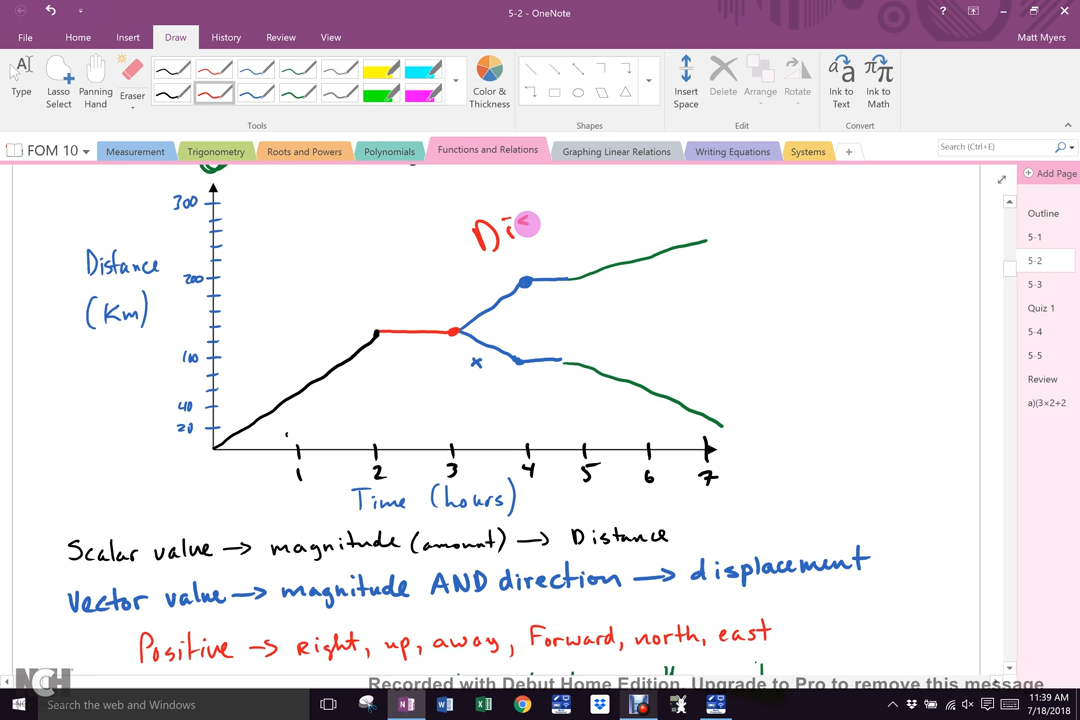 5-2 - OneNote
?
Matt Myers
File Home Insert Draw History Review View
Type
Lasso Select
Panning Hand
Eraser
Color & Thickness
Insert Space
Delete
Arrange
Rotate
Ink to Text
Ink to Math
Tools
Shapes
Edit
Convert
FOM 10
Measurement
Trigonometry
Roots and Powers
Polynomials
Functions and Relations
Graphing Linear Relations
Writing Equations
Systems
+
Search (Ctrl+E)
Add Page
Outline
5-1
5-2
5-3
Quiz 1
5-4
5-5
Review
a)(3×2+2
300
200
100
40
20
Distance
(Km)
Dis
x
1 2 3 4 5 6 7
Time (hours)
Scalar value → magnitude (amount) → Distance
Vector value → magnitude AND direction → displacement
Positive → Right, up, away, Forward, north, east
NCH
Recorded with Debut Home Edition. Upgrade to Pro to remove this message
Search the web and Windows
11:39 AM
7/18/2018